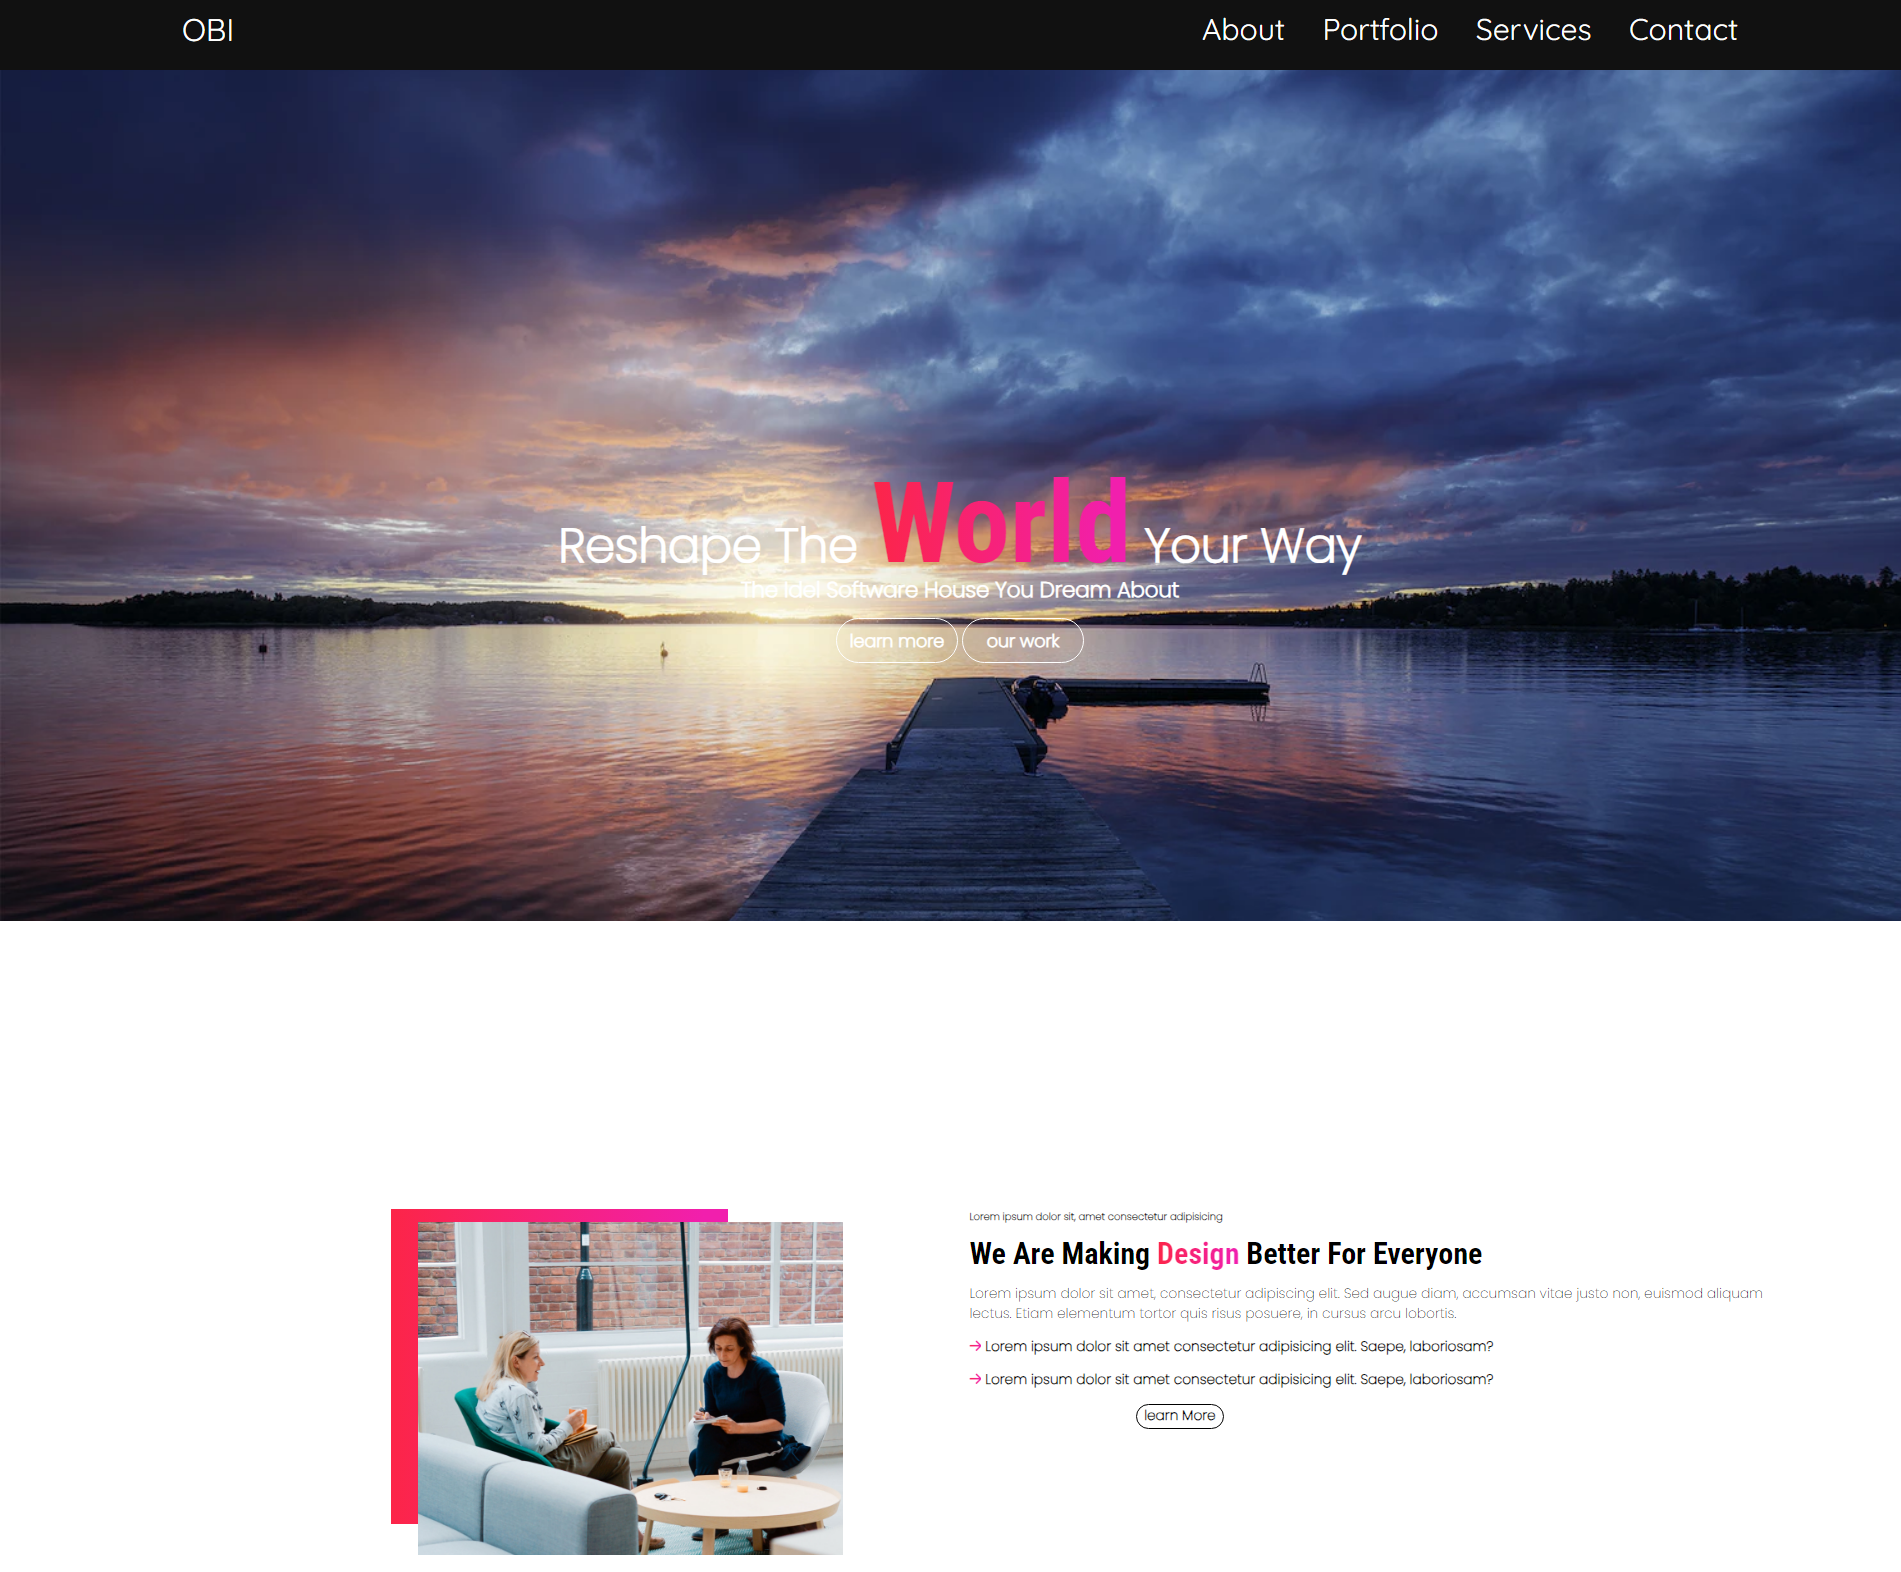 OBI
About Portfolio Services Contact
Reshape The World Your Way
The Idel Software House You Dream About
learn more our work
Lorem ipsum dolor sit, amet consectetur adipisicing
We Are Making Design Better For Everyone
Lorem ipsum dolor sit amet, consectetur adipiscing elit. Sed augue diam, accumsan vitae justo non, euismod aliquam
lectus. Etiam elementum tortor quis risus posuere, in cursus arcu lobortis.
→ Lorem ipsum dolor sit amet consectetur adipisicing elit. Saepe, laboriosam?
→ Lorem ipsum dolor sit amet consectetur adipisicing elit. Saepe, laboriosam?
learn More